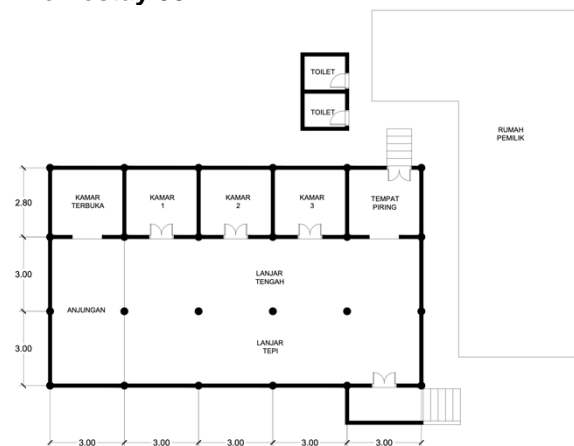 TOILET
TOILET
RUMAH
PEMILIK
KAMAR
TERBUKA
KAMAR
1
KAMAR
2
KAMAR
3
TEMPAT
PIRING
2.80
3.00
3.00
LANJAR
TENGAH
ANJUNGAN
LANJAR
TEPI
3.00
3.00
3.00
3.00
3.00